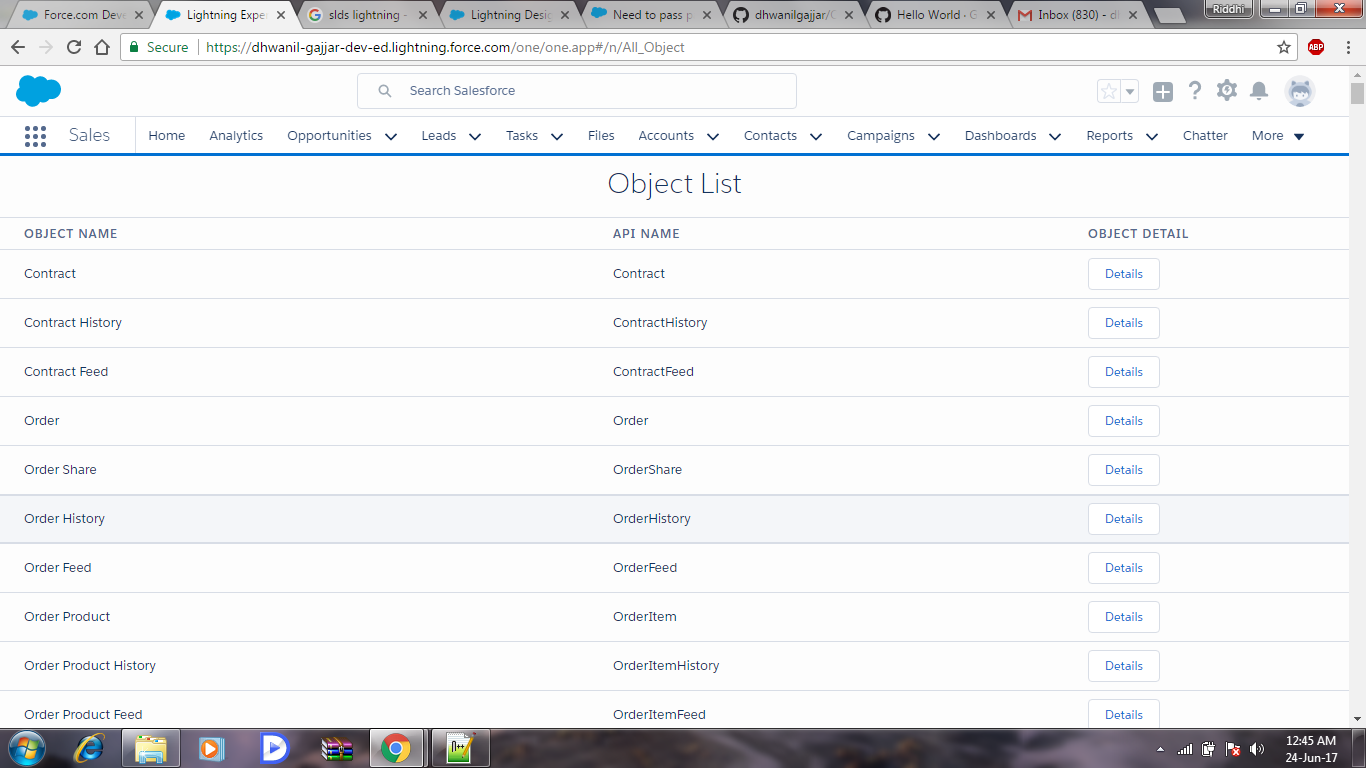 Riddhi
Force.com Deve
Lightning Expe
slds lightning -
Lightning Desig
Need to pass p
dhwanilgajjar/
Hello World · G
Inbox (830) - d
Secure https://dhwanil-gajjar-dev-ed.lightning.force.com/one/one.app#/n/All_Object
ABP
Search Salesforce
Sales Home Analytics Opportunities Leads Tasks Files Accounts Contacts Campaigns Dashboards Reports Chatter More
Object List
OBJECT NAME API NAME OBJECT DETAIL
Contract Contract Details
Contract History ContractHistory Details
Contract Feed ContractFeed Details
Order Order Details
Order Share OrderShare Details
Order History OrderHistory Details
Order Feed OrderFeed Details
Order Product OrderItem Details
Order Product History OrderItemHistory Details
Order Product Feed OrderItemFeed Details
12:45 AM
24-Jun-17